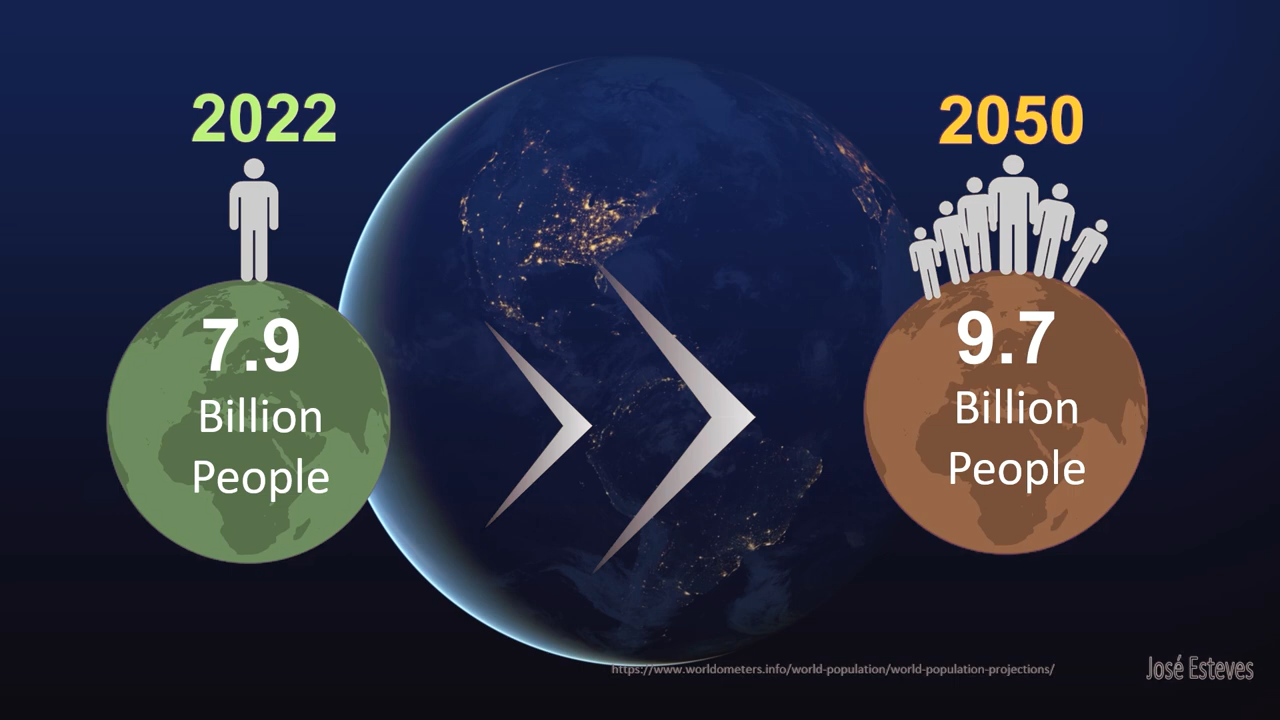 2022
7.9
Billion
People
2050
9.7
Billion
People
https://www.worldometers.info/world-population/world-population-projections/
José Esteves